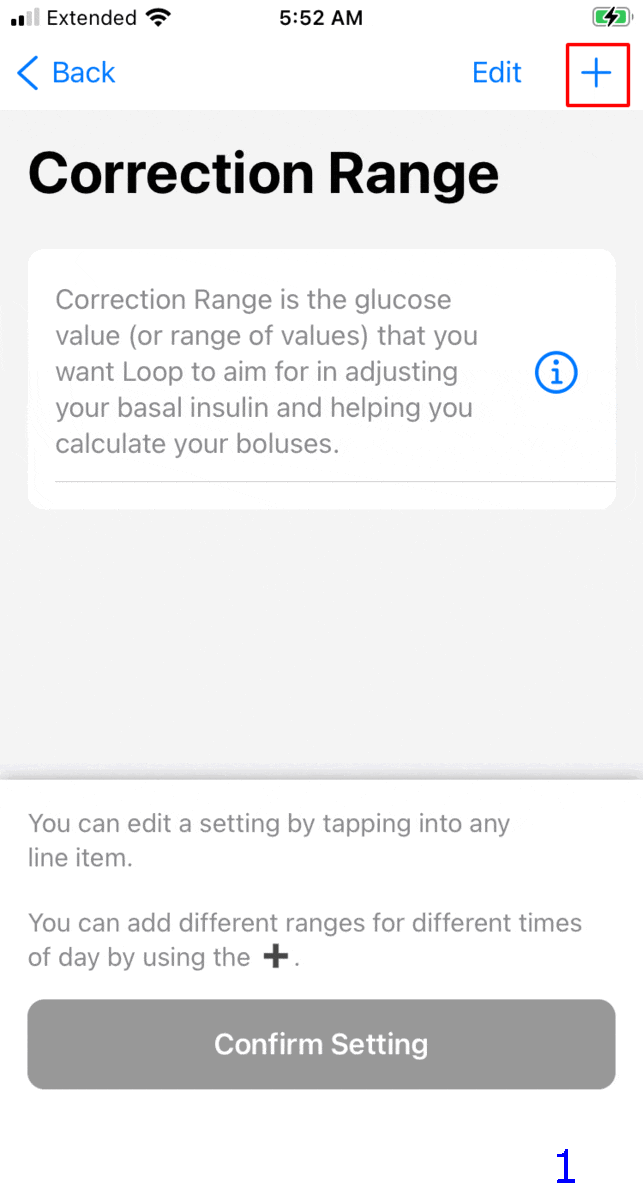 Extended 5:52 AM
Back Edit +
Correction Range
Correction Range is the glucose
value (or range of values) that you
want Loop to aim for in adjusting
your basal insulin and helping you
calculate your boluses.
You can edit a setting by tapping into any
line item.
You can add different ranges for different times
of day by using the ➕.
Confirm Setting
1